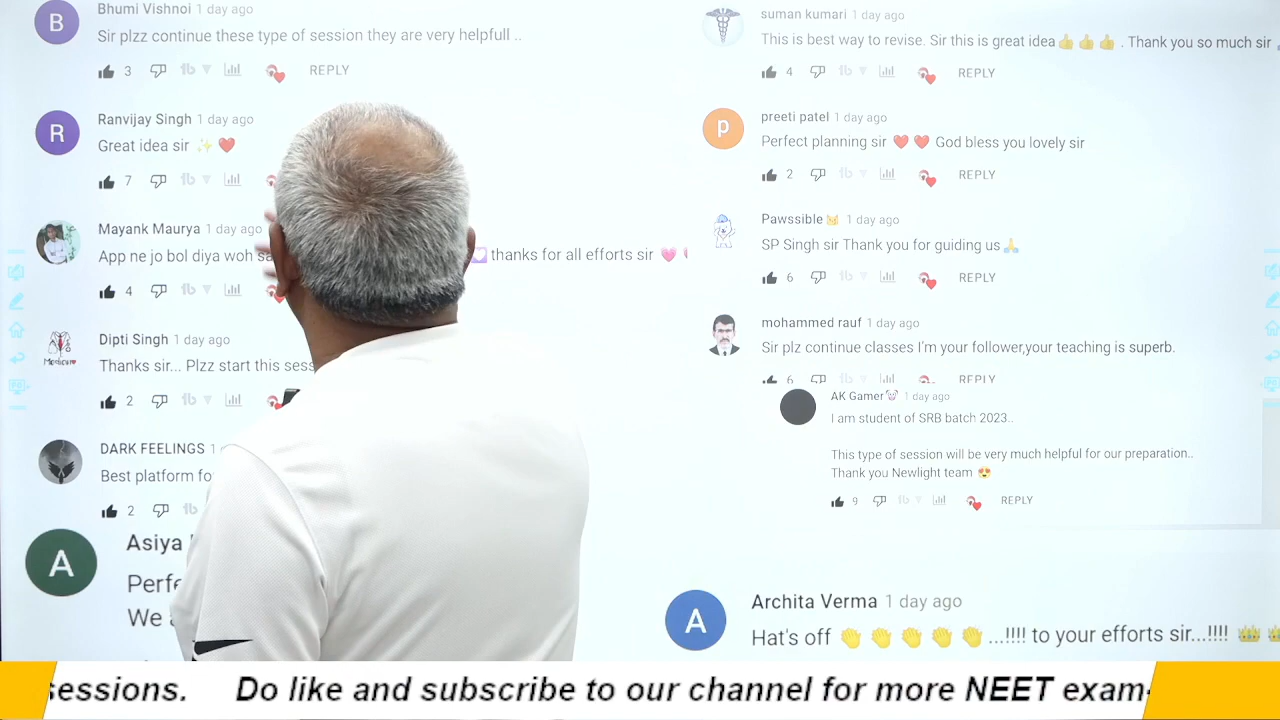 Bhumi Vishnoi 1 day ago
Sir plzz continue these type of session they are very helpfull ..
3 REPLY
R
Ranvijay Singh 1 day ago
Great idea sir ✨ ❤️
7
Mayank Maurya 1 day ago
App ne jo bol diya woh
thanks for all efforts sir 💗
4
Dipti Singh 1 day ago
Thanks sir... Plzz start this
2
DARK FEELINGS
Best platform
2
A
Asiya
We
B
suman kumari 1 day ago
This is best way to revise. Sir this is great idea 👍 👍 👍 . Thank you so much sir
4 REPLY
p
preeti patel 1 day ago
Perfect planning sir ❤️ ❤️ God bless you lovely sir
2 REPLY
Pawssible 1 day ago
SP Singh sir Thank you for guiding us 🙏
6 REPLY
mohammed rauf 1 day ago
Sir plz continue classes I'm your follower,your teaching is superb.
6 REPLY
AK Gamer 1 day ago
I am student of SRB batch 2023..
This type of session will be very much helpful for our preparation..
Thank you Newlight team 😍
9 REPLY
A
Archita Verma 1 day ago
Hat's off 👏 👏 👏 👏 👏 ...!!!! to your efforts sir...!!!! 👑
sessions. Do like and subscribe to our channel for more NEET exam